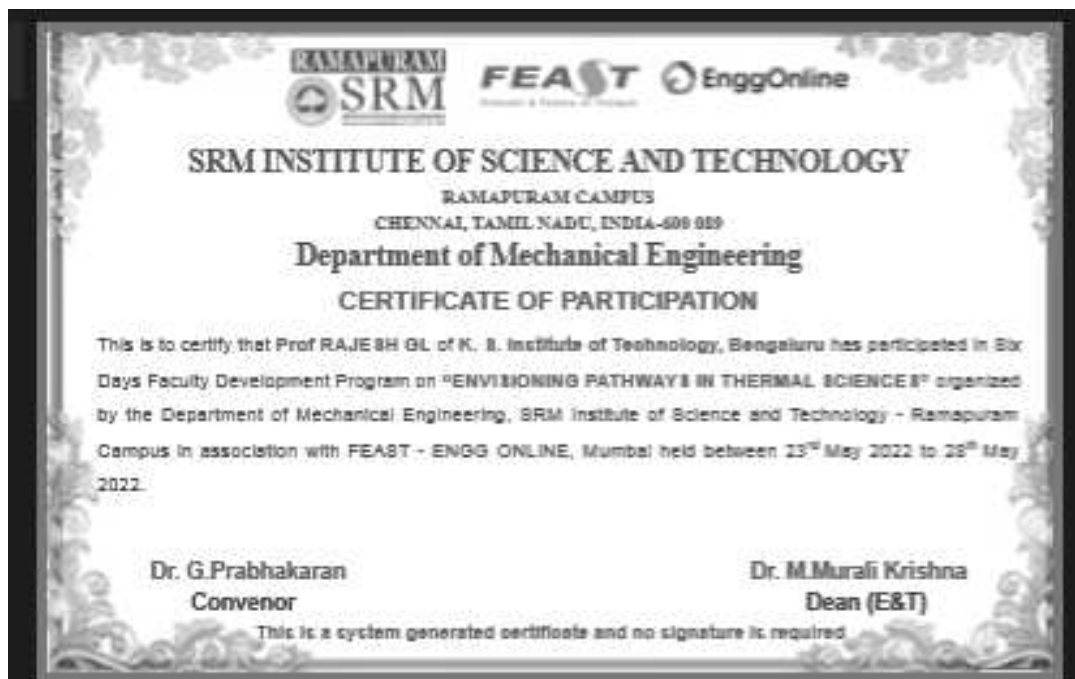 RAMAPURAM
SRM
FEAST
EnggOnline
SRM INSTITUTE OF SCIENCE AND TECHNOLOGY
RAMAPURAM CAMPUS
CHENNAI, TAMIL NADU, INDIA-600 089
Department of Mechanical Engineering
CERTIFICATE OF PARTICIPATION
This is to certify that Prof RAJESH GL of K. S. Institute of Technology, Bengaluru has participated in Six
Days Faculty Development Program on "ENVISIONING PATHWAYS IN THERMAL SCIENCES" organized
by the Department of Mechanical Engineering, SRM Institute of Science and Technology - Ramapuram
Campus in association with FEAST - ENGG ONLINE, Mumbai held between 23rd May 2022 to 28th May
2022.
Dr. G.Prabhakaran
Dr. M.Murali Krishna
Convenor
Dean (E&T)
This is a system generated certificate and no signature is required